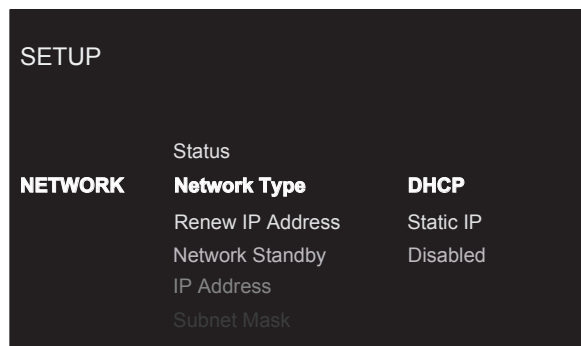 SETUP
Status
NETWORK Network Type DHCP
Renew IP Address Static IP
Network Standby Disabled
IP Address
Subnet Mask